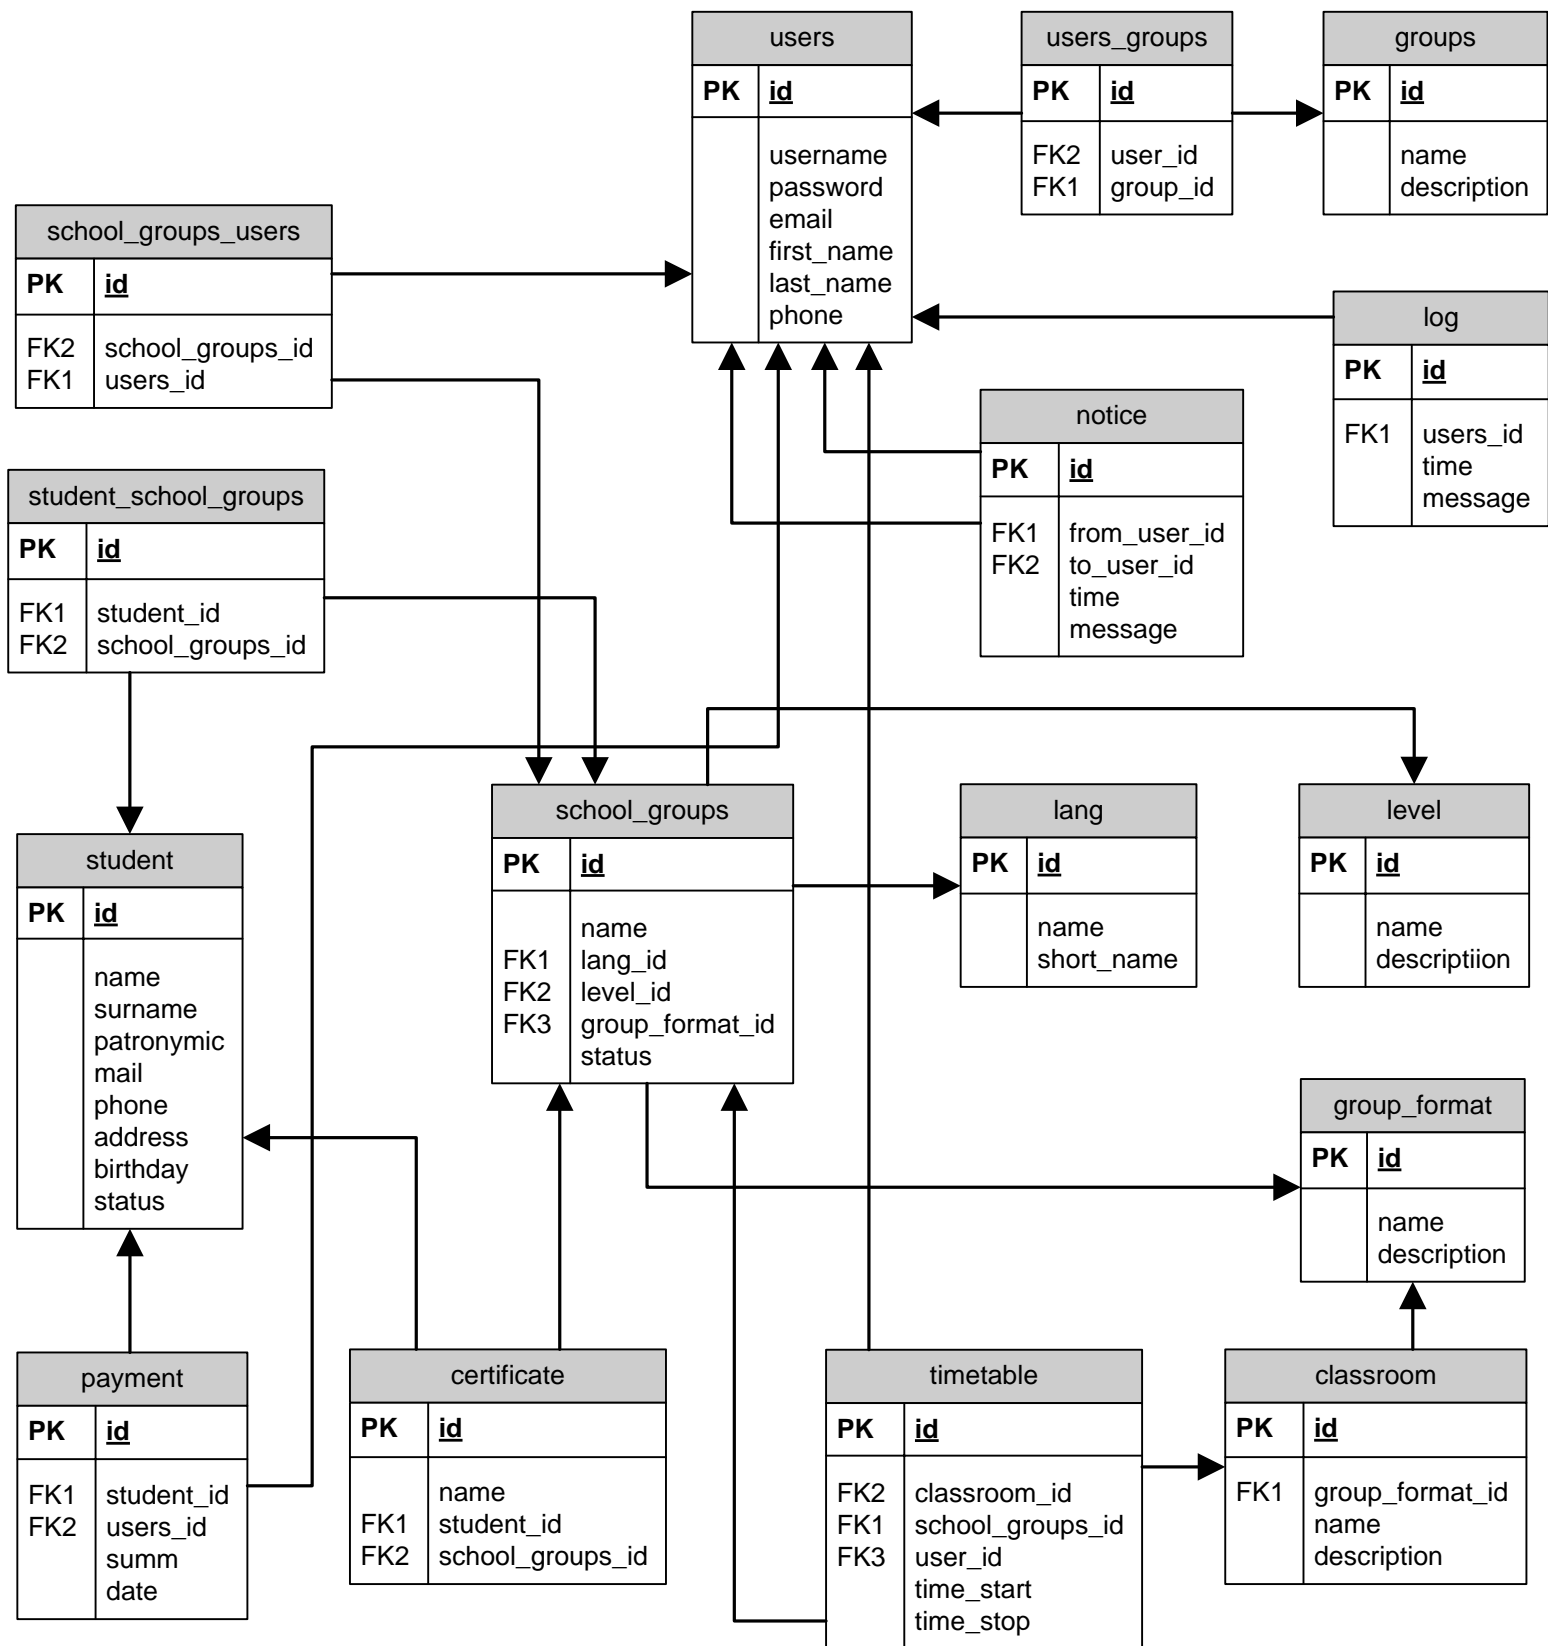 users
PK id
username
password
email
first_name
last_name
phone
users_groups
PK id
FK2 user_id
FK1 group_id
groups
PK id
name
description
school_groups_users
PK id
FK2 school_groups_id
FK1 users_id
log
PK id
FK1 users_id
time
message
notice
PK id
FK1 from_user_id
FK2 to_user_id
time
message
student_school_groups
PK id
FK1 student_id
FK2 school_groups_id
school_groups
PK id
name
FK1 lang_id
FK2 level_id
FK3 group_format_id
status
lang
PK id
name
short_name
level
PK id
name
descriptiion
student
PK id
name
surname
patronymic
mail
phone
address
birthday
status
group_format
PK id
name
description
payment
PK id
FK1 student_id
FK2 users_id
summ
date
certificate
PK id
name
FK1 student_id
FK2 school_groups_id
timetable
PK id
FK2 classroom_id
FK1 school_groups_id
FK3 user_id
time_start
time_stop
classroom
PK id
FK1 group_format_id
name
description